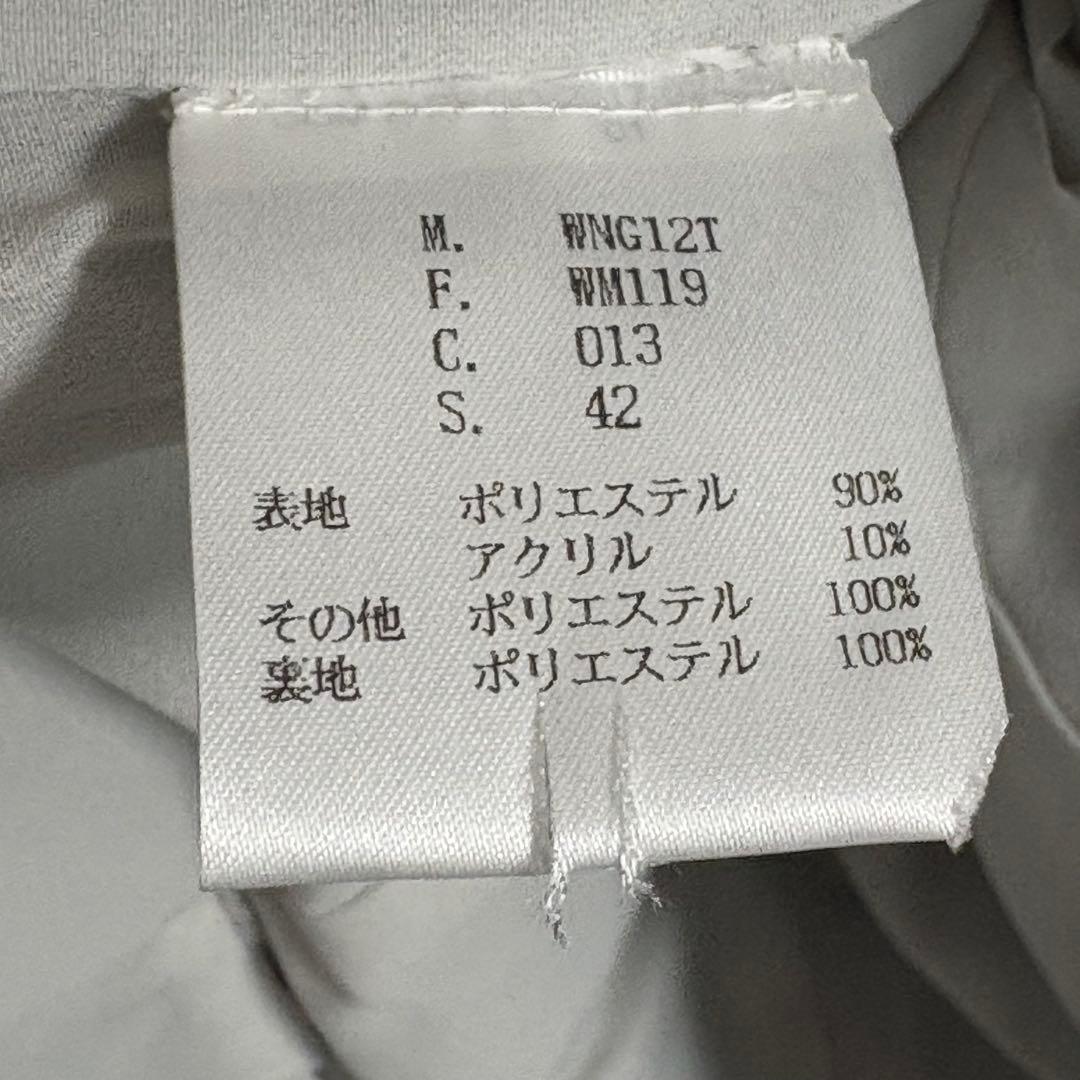 M. WNG12T
F. WM119
C. 013
S. 42
表地 ポリエステル 90%
アクリル 10%
その他 ポリエステル 100%
裏地 ポリエステル 100%